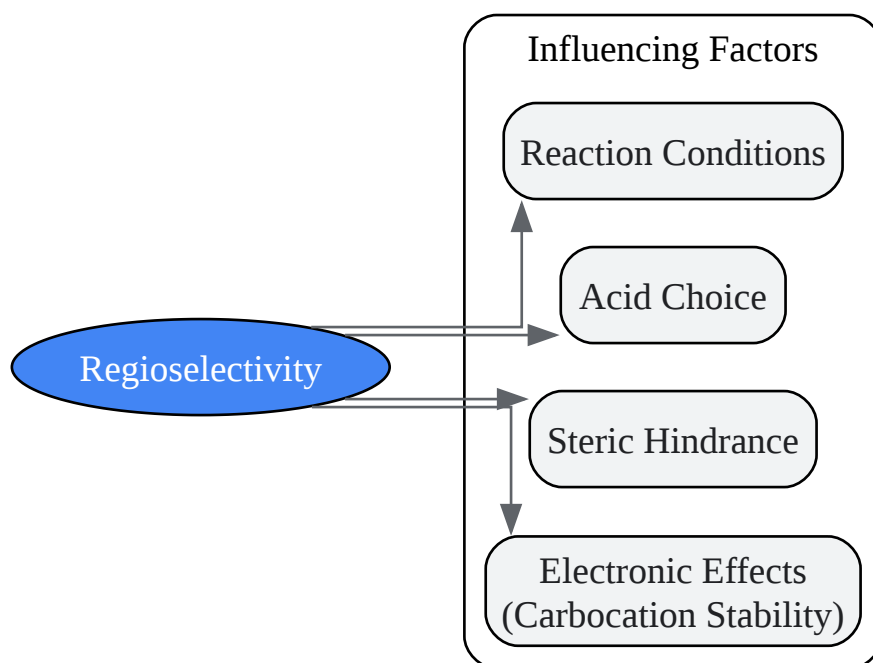 Influencing Factors
Reaction Conditions
Acid Choice
Regioselectivity
Steric Hindrance
Electronic Effects
(Carbocation Stability)